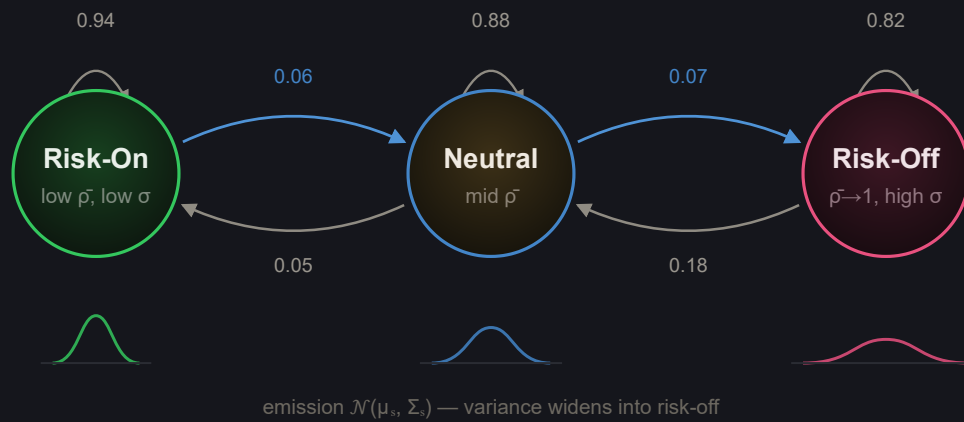 0.94 0.88 0.82
0.06 0.07
Risk-On Neutral Risk-Off
low ρ̄, low σ mid ρ̄ ρ̄→1, high σ
0.05 0.18
emission 𝒩(μₛ, Σₛ) — variance widens into risk-off